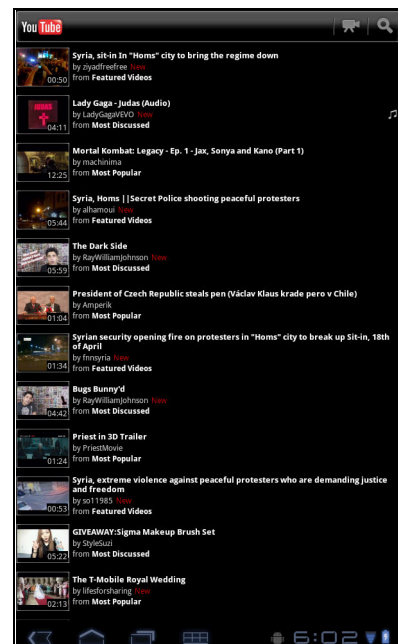 YouTube
Syria, sit-in In "Homs" city to bring the regime down
by ziyadfreefree New
00:50
from Featured Videos
Lady Gaga - Judas (Audio)
by LadyGagaVEVO New
04:11
from Most Discussed
Mortal Kombat: Legacy - Ep. 1 - Jax, Sonya and Kano (Part 1)
by machinima
12:25
from Most Popular
Syria, Homs ||Secret Police shooting peaceful protesters
by alhamoui New
05:44
from Featured Videos
The Dark Side
by RayWilliamJohnson New
05:59
from Most Discussed
President of Czech Republic steals pen (Václav Klaus krade pero v Chile)
by Amperik
01:04
from Most Popular
Syrian security opening fire on protesters in "Homs" city to break up Sit-in, 18th
of April
by fnnsyria New
01:34
from Featured Videos
Bugs Bunny'd
by RayWilliamJohnson New
04:42
from Most Discussed
Priest in 3D Trailer
by PriestMovie
01:24
from Most Popular
Syria, extreme violence against peaceful protesters who are demanding justice
and freedom
by so11985 New
00:53
from Featured Videos
GIVEAWAY:Sigma Makeup Brush Set
by StyleSuzi
05:22
from Most Discussed
The T-Mobile Royal Wedding
by lifesforsharing New
02:13
from Most Popular
6:02